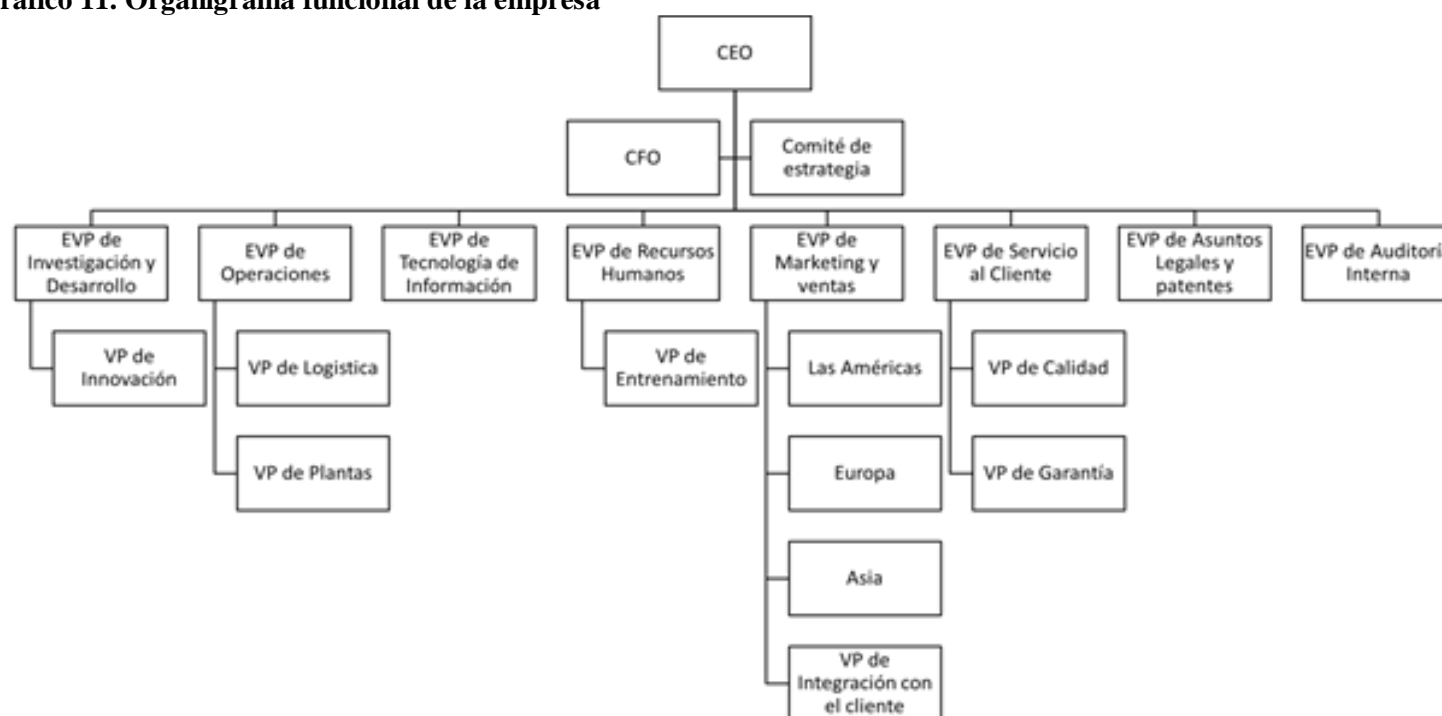 ráfico 11. Organigrama funcional de la empresa
CEO
CFO
Comité de
estrategia
EVP de
Investigación y
Desarrollo
EVP de
Operaciones
EVP de
Tecnología de
Información
EVP de Recursos
Humanos
EVP de
Marketing y
ventas
EVP de Servicio
al Cliente
EVP de Asuntos
Legales y
patentes
EVP de Auditorí
Interna
VP de
Innovación
VP de Logistica
VP de Plantas
VP de
Entrenamiento
Las Américas
Europa
Asia
VP de
Integración con
el cliente
VP de Calidad
VP de Garantía